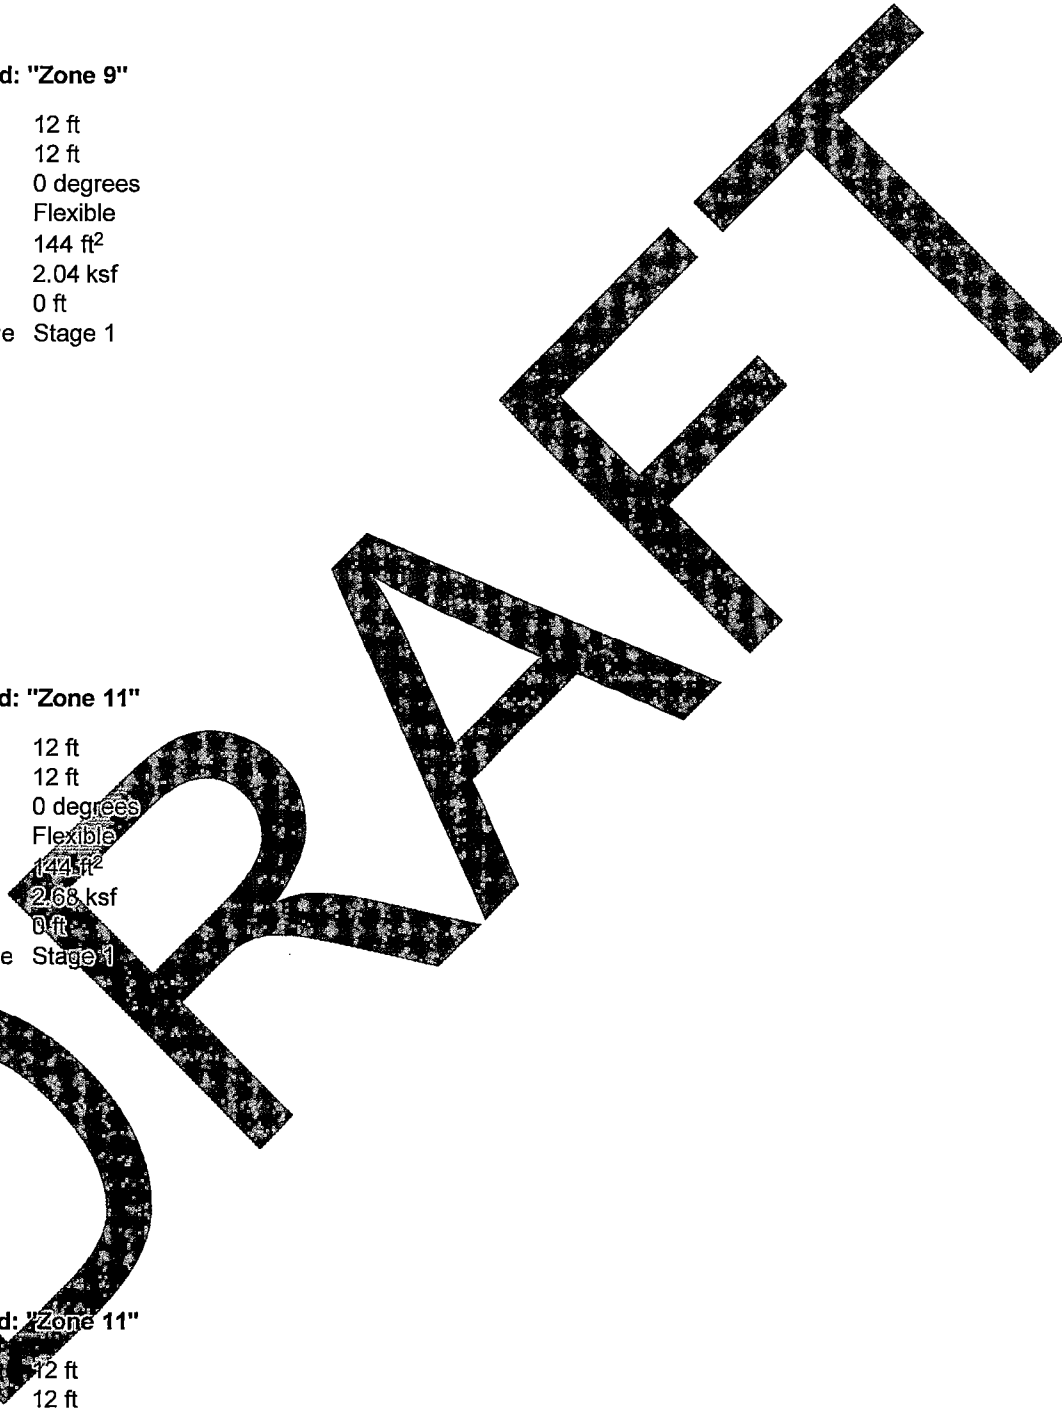 d: "Zone 9"
12 ft
12 ft
0 degrees
Flexible
144 ft²
2.04 ksf
0 ft
e Stage 1
d: "Zone 11"
12 ft
12 ft
0 degrees
Flexible
144 ft²
2.68 ksf
0 ft
e Stage 1
d: "Zone 11"
12 ft
12 ft
DRAFT